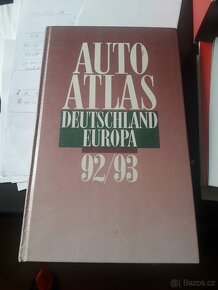 AUTO
ATLAS
DEUTSCHLAND
EUROPA
92/93
Bazos.cz